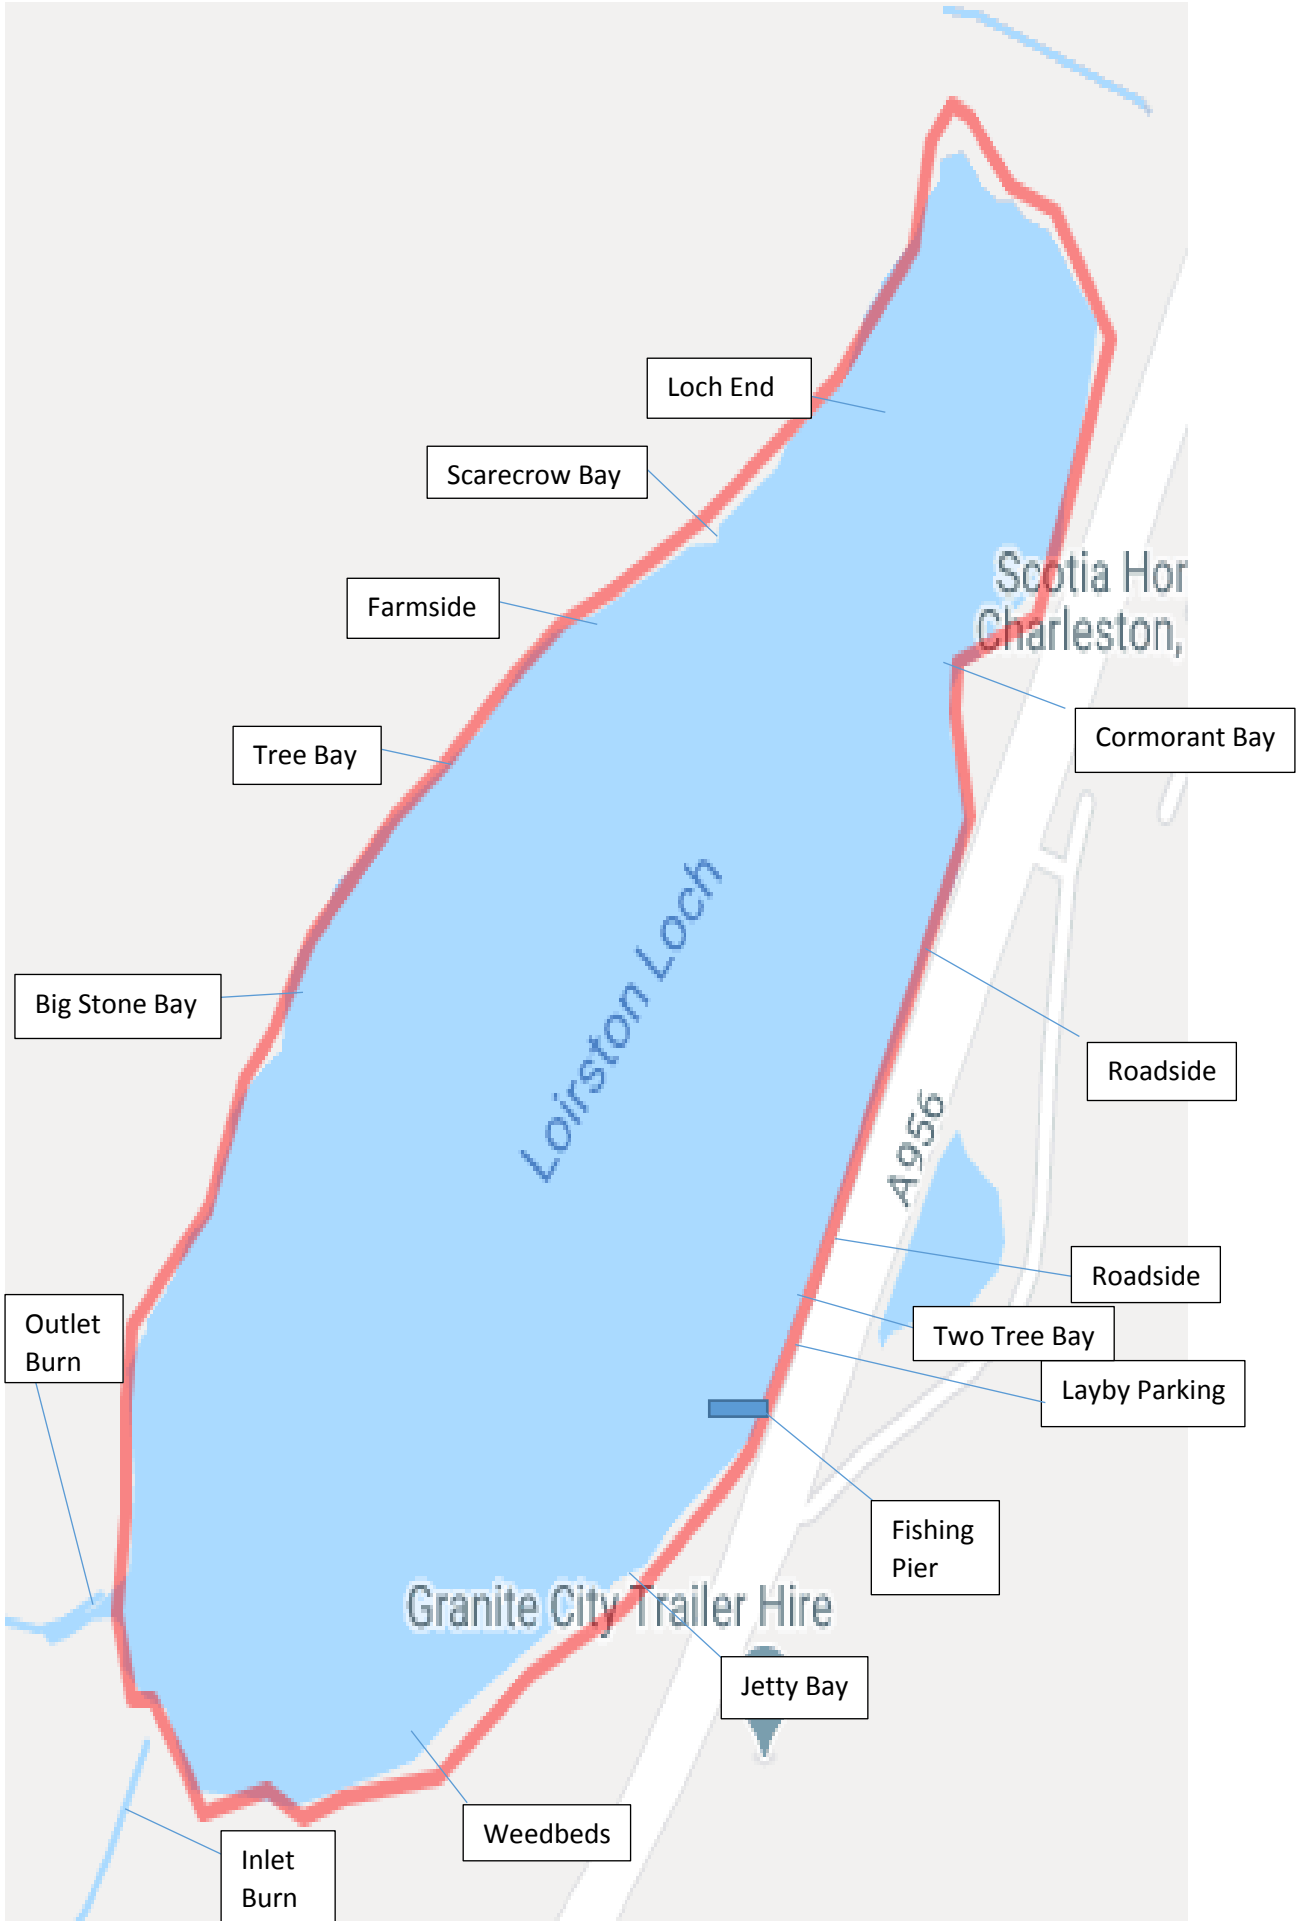 Loch End
Scarecrow Bay
Scotia Hor
Charleston,
Farmside
Cormorant Bay
Tree Bay
Loirston Loch
Big Stone Bay
Roadside
A956
Roadside
Outlet
Burn
Two Tree Bay
Layby Parking
Fishing
Pier
Granite City Trailer Hire
Jetty Bay
Weedbeds
Inlet
Burn